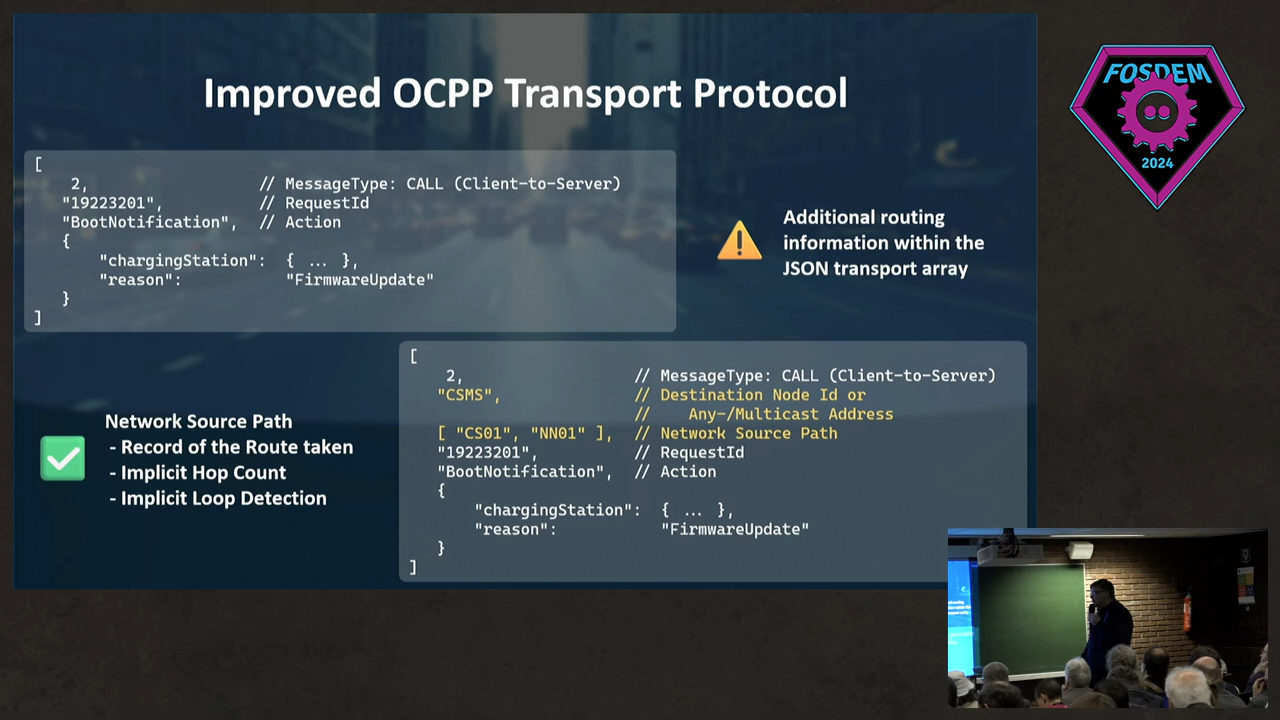 Improved OCPP Transport Protocol
[
2, // MessageType: CALL (Client-to-Server)
"19223201", // RequestId
"BootNotification", // Action
{
"chargingStation": { ... },
"reason": "FirmwareUpdate"
}
]
Additional routing
information within the
JSON transport array
[
2, // MessageType: CALL (Client-to-Server)
"CSMS", // Destination Node Id or
// Any-/Multicast Address
[ "CS01", "NN01" ], // Network Source Path
"19223201", // RequestId
"BootNotification", // Action
{
"chargingStation": { ... },
"reason": "FirmwareUpdate"
}
]
Network Source Path
- Record of the Route taken
- Implicit Hop Count
- Implicit Loop Detection
FOSDEM
2024